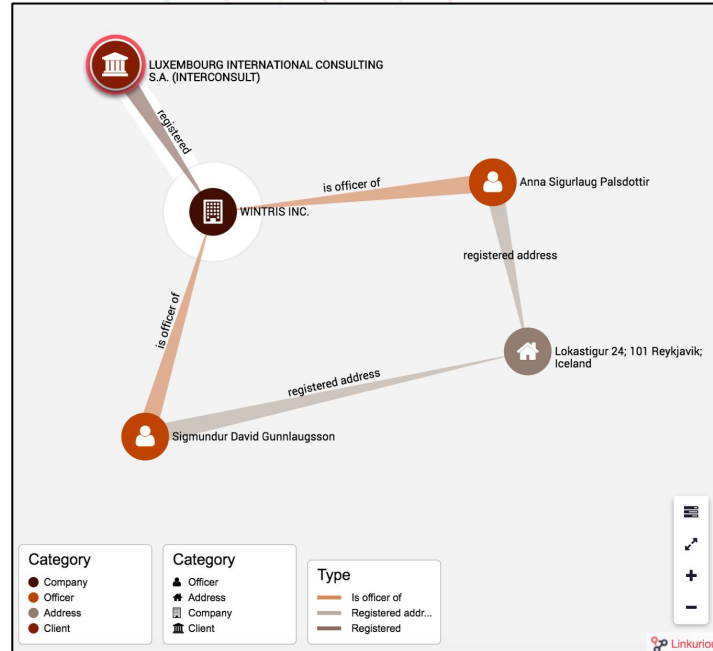 LUXEMBOURG INTERNATIONAL CONSULTING
S.A. (INTERCONSULT)
registered
is officer of
Anna Sigurlaug Palsdottir
WINTRIS INC.
registered address
is officer of
Lokastigur 24; 101 Reykjavik;
Iceland
registered address
Sigmundur David Gunnlaugsson
Category
Company
Officer
Address
Client
Category
Officer
Address
Company
Client
Type
Is officer of
Registered addr...
Registered
Linkurio